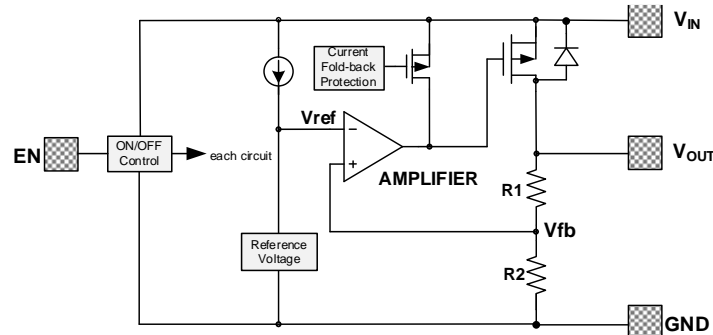 VIN
Current
Fold-back
Protection
Vref
−
+
AMPLIFIER
EN
ON/OFF
Control
each circuit
VOUT
R1
Vfb
Reference
Voltage
R2
GND